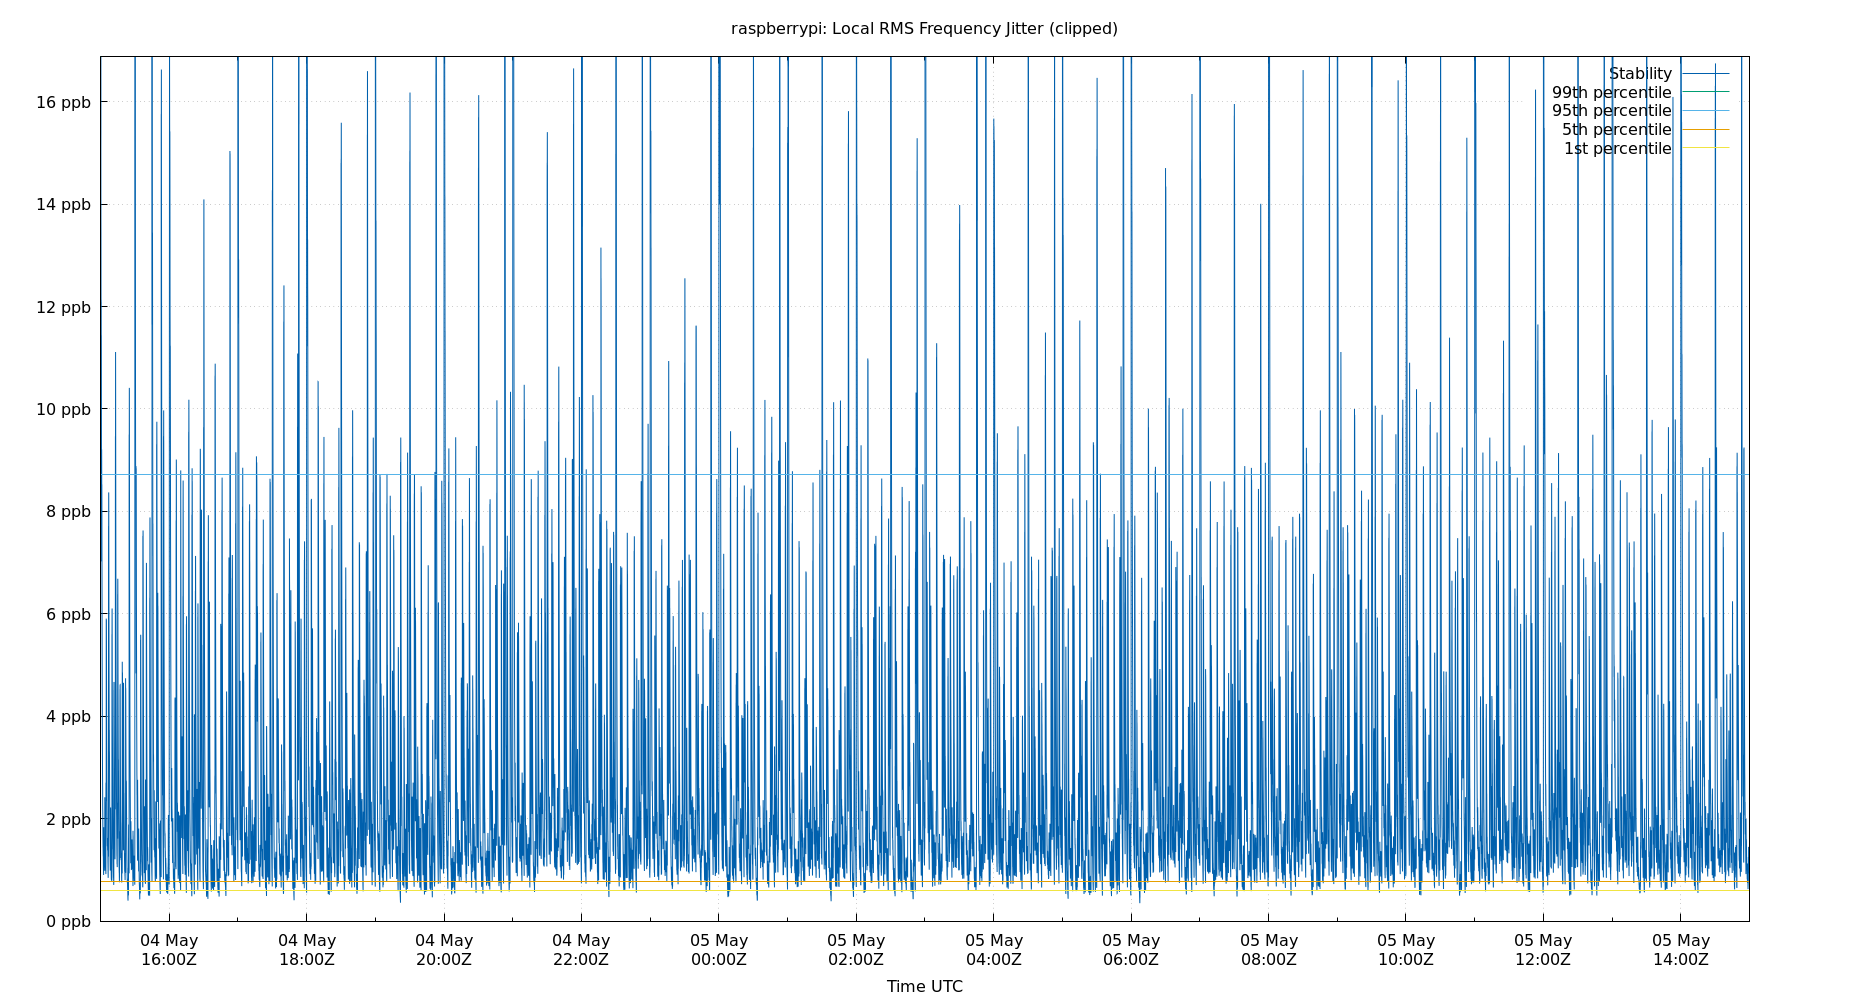 raspberrypi: Local RMS Frequency Jitter (clipped)
Stability
99th percentile
95th percentile
5th percentile
1st percentile
16 ppb
14 ppb
12 ppb
10 ppb
8 ppb
6 ppb
4 ppb
2 ppb
0 ppb
04 May 04 May 04 May 04 May 05 May 05 May 05 May 05 May 05 May 05 May 05 May 05 May
16:00Z 18:00Z 20:00Z 22:00Z 00:00Z 02:00Z 04:00Z 06:00Z 08:00Z 10:00Z 12:00Z 14:00Z
Time UTC